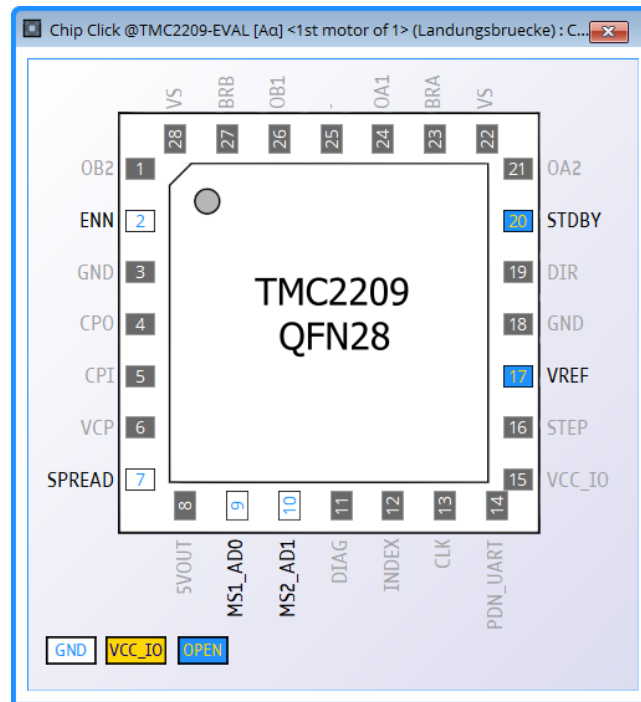 Chip Click @TMC2209-EVAL [Aα] <1st motor of 1> (Landungsbruecke) : C...
VS BRB OB1 - OA1 BRA VS
28 27 26 25 24 23 22
OB2 1 21 OA2
ENN 2 20 STDBY
GND 3 19 DIR
TMC2209
CPO 4 18 GND
QFN28
CPI 5 17 VREF
VCP 6 16 STEP
SPREAD 7 15 VCC_IO
8 9 10 11 12 13 14
5VOUT MS1_AD0 MS2_AD1 DIAG INDEX CLK PDN_UART
GND VCC_IO OPEN